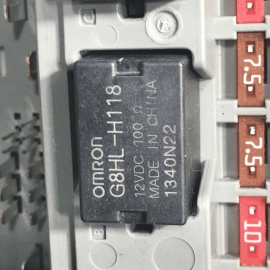 OMRON
G8HL-H118
12VDC 100 Ω
MADE IN CHINA
1340N22
7.5
7.5
10